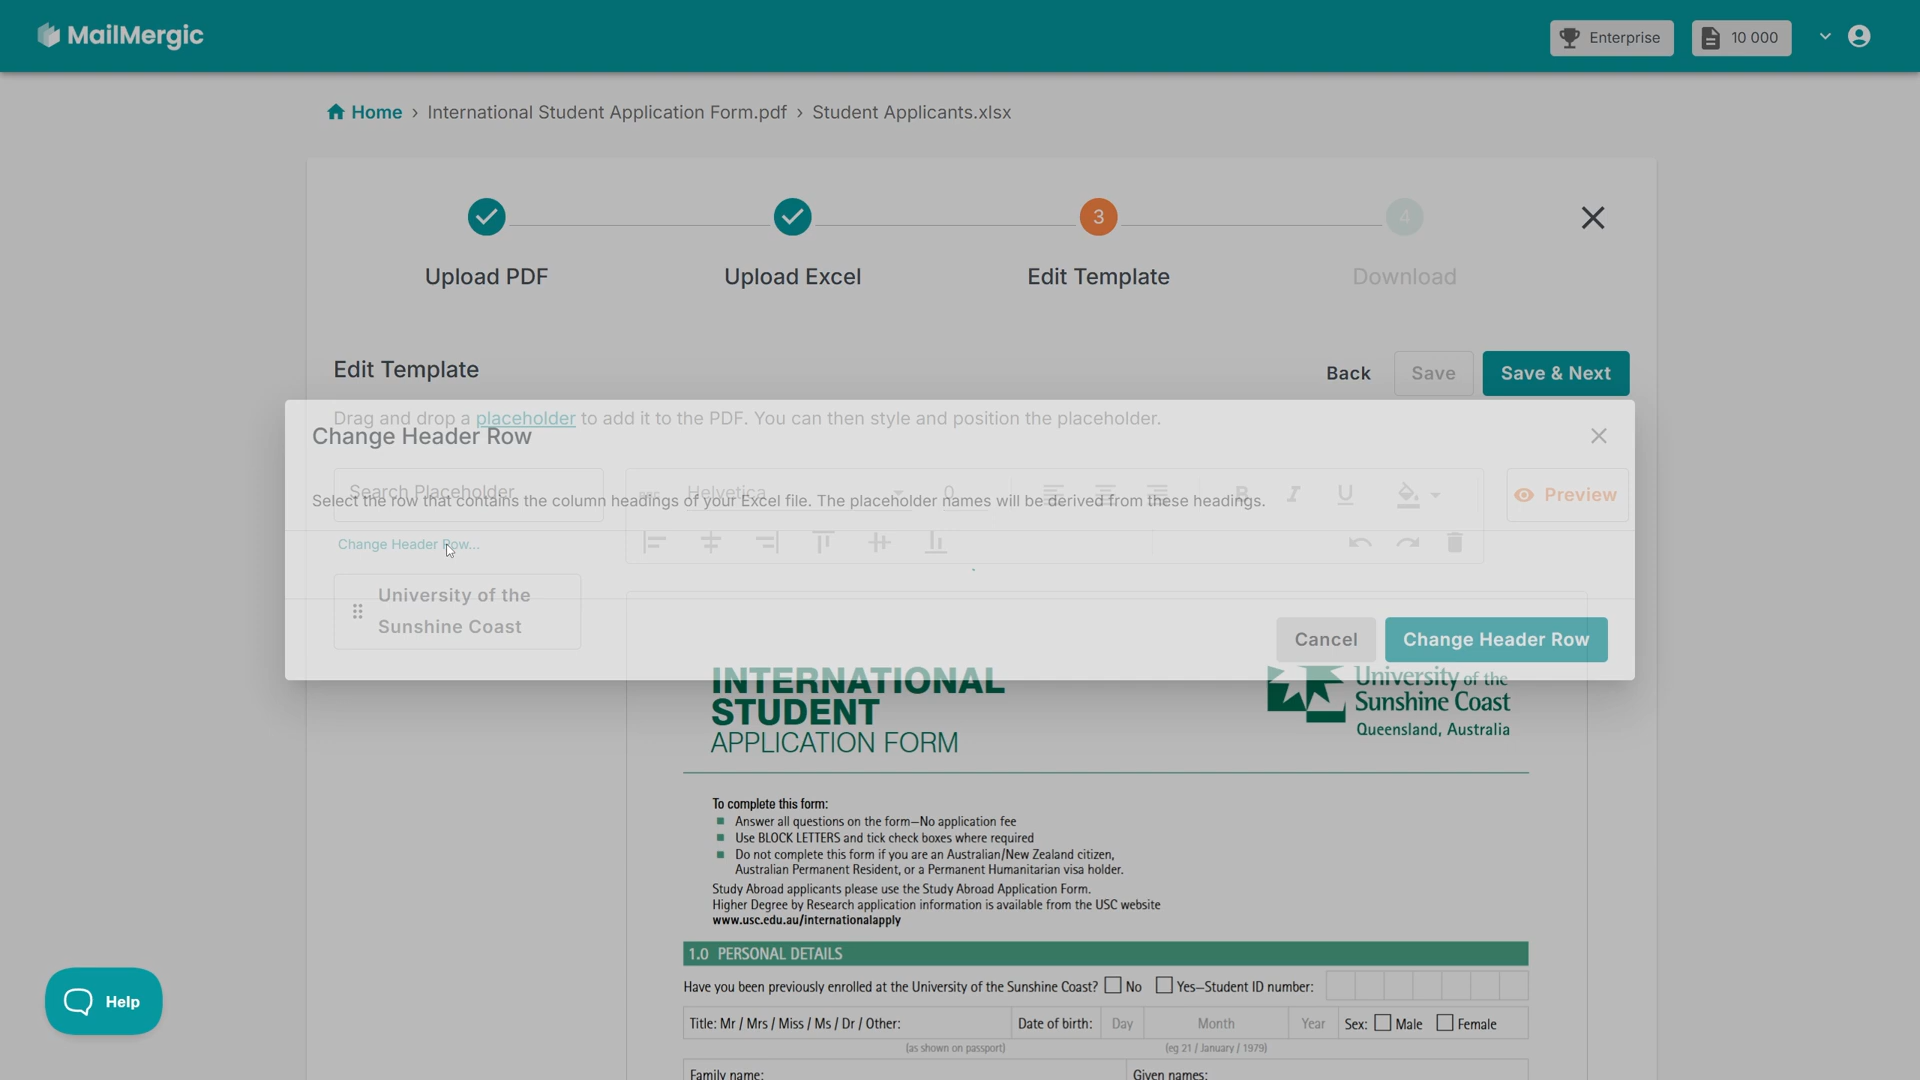 MailMergic
Enterprise
10 000
Home › International Student Application Form.pdf › Student Applicants.xlsx
3
4
Upload PDF
Upload Excel
Edit Template
Download
Edit Template
Back
Save
Save & Next
Drag and drop a placeholder to add it to the PDF. You can then style and position the placeholder.
Change Header Row
Search Placeholder
Helvetica
0
B I U
Preview
Select the row that contains the column headings of your Excel file. The placeholder names will be derived from these headings.
Change Header Row...
University of the
Sunshine Coast
Cancel
Change Header Row
INTERNATIONAL
STUDENT
APPLICATION FORM
University of the
Sunshine Coast
Queensland, Australia
To complete this form:
Answer all questions on the form—No application fee
Use BLOCK LETTERS and tick check boxes where required
Do not complete this form if you are an Australian/New Zealand citizen,
Australian Permanent Resident, or a Permanent Humanitarian visa holder.
Study Abroad applicants please use the Study Abroad Application Form.
Higher Degree by Research application information is available from the USC website
www.usc.edu.au/internationalapply
1.0 PERSONAL DETAILS
Have you been previously enrolled at the University of the Sunshine Coast? No Yes—Student ID number:
Title: Mr / Mrs / Miss / Ms / Dr / Other: Date of birth: Day Month Year Sex: Male Female
(as shown on passport) (eg 21 / January / 1979)
Family name: Given names:
Help